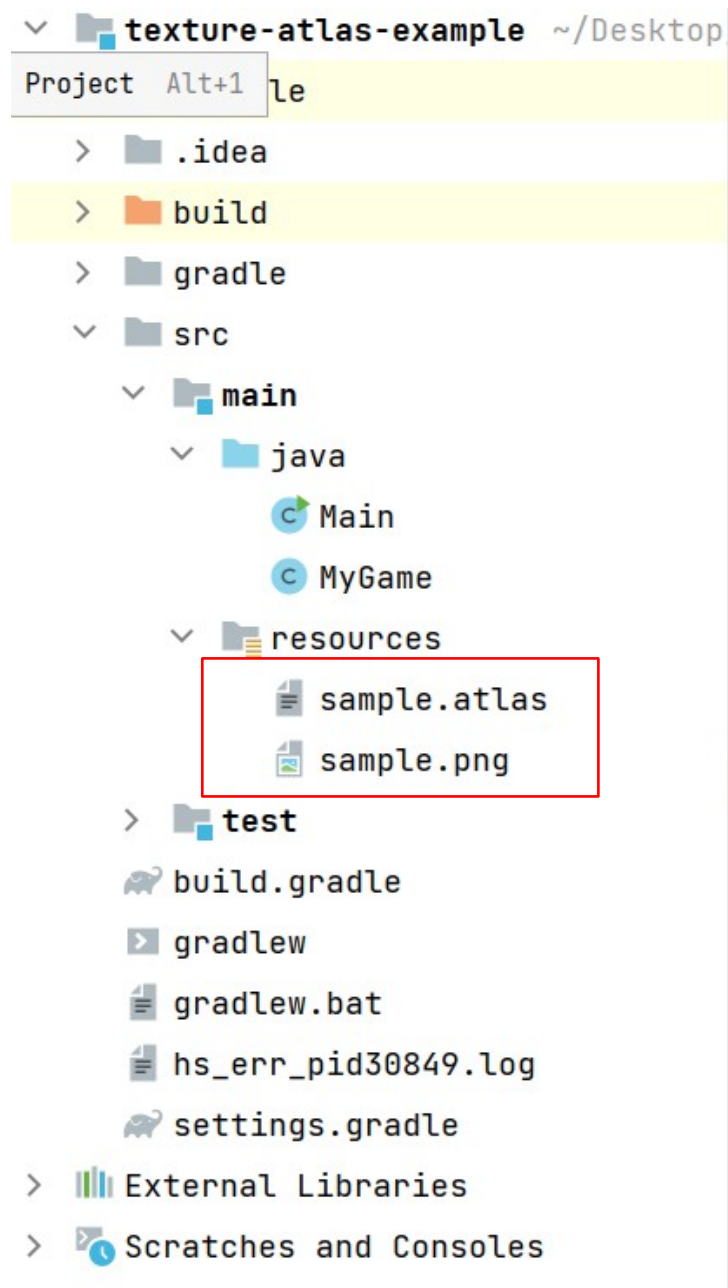 texture-atlas-example ~/Desktop
Project Alt+1
le
.idea
build
gradle
src
main
java
Main
MyGame
resources
sample.atlas
sample.png
test
build.gradle
gradlew
gradlew.bat
hs_err_pid30849.log
settings.gradle
External Libraries
Scratches and Consoles